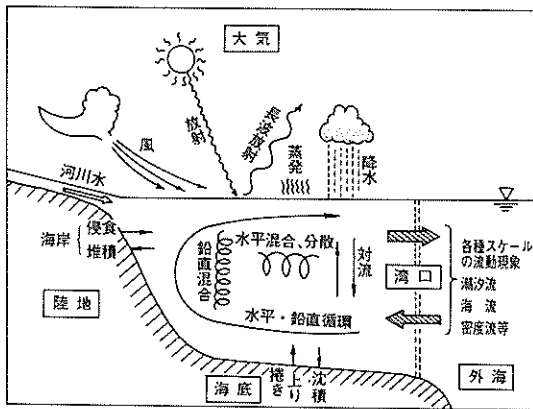 大気
風
放射
長波放射
蒸発
降水
河川水
侵食
海岸
堆積
鉛直混合
水平混合、分散
対流
湾口
各種スケール
の流動現象
潮汐流
海流
密度流等
水平・鉛直循環
陸地
海底
捲き上り
沈積
外海